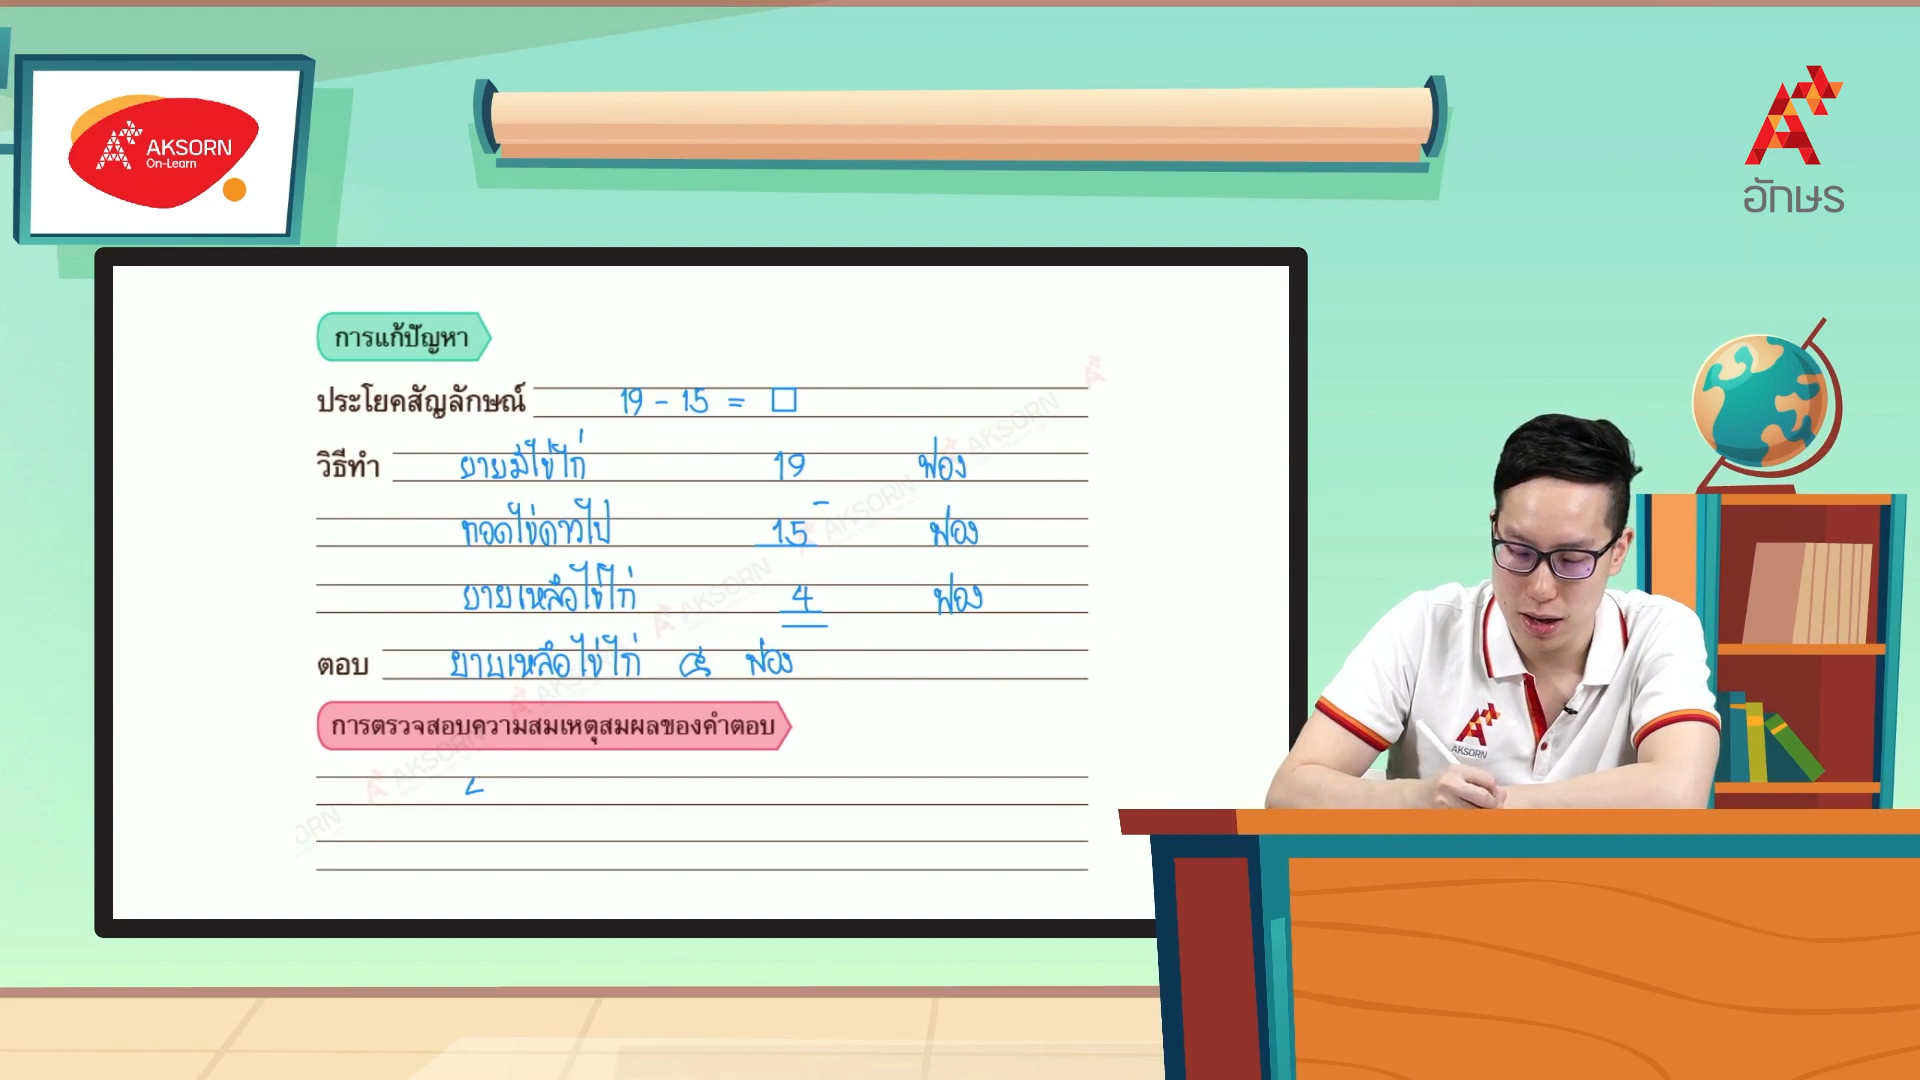 AKSORN
On-Learn
อักษร
การแก้ปัญหา
ประโยคสัญลักษณ์ 19 - 15 = □
วิธีทำ ยายมีไข่ไก่ 19 ฟอง
-
ทอดไข่ดาวไป 15 ฟอง
ยายเหลือไข่ไก่ 4 ฟอง
ตอบ ยายเหลือไข่ไก่ ๔ ฟอง
การตรวจสอบความสมเหตุสมผลของคำตอบ
AKSORN